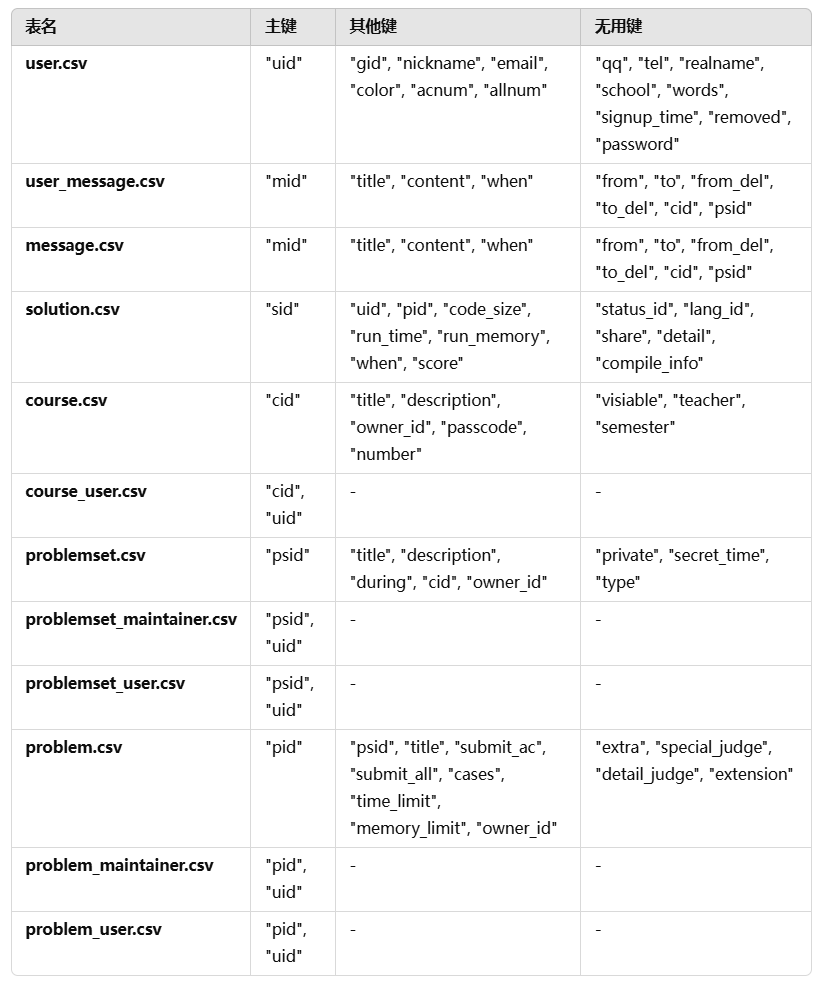 表名 主键 其他键 无用键
user.csv "uid" "gid", "nickname", "email", "qq", "tel", "realname",
"color", "acnum", "allnum" "school", "words",
"signup_time", "removed",
"password"
user_message.csv "mid" "title", "content", "when" "from", "to", "from_del",
"to_del", "cid", "psid"
message.csv "mid" "title", "content", "when" "from", "to", "from_del",
"to_del", "cid", "psid"
solution.csv "sid" "uid", "pid", "code_size", "status_id", "lang_id",
"run_time", "run_memory", "share", "detail",
"when", "score" "compile_info"
course.csv "cid" "title", "description", "visiable", "teacher",
"owner_id", "passcode", "semester"
"number"
course_user.csv "cid", - -
"uid"
problemset.csv "psid" "title", "description", "private", "secret_time",
"during", "cid", "owner_id" "type"
problemset_maintainer.csv "psid", - -
"uid"
problemset_user.csv "psid", - -
"uid"
problem.csv "pid" "psid", "title", "submit_ac", "extra", "special_judge",
"submit_all", "cases", "detail_judge", "extension"
"time_limit",
"memory_limit", "owner_id"
problem_maintainer.csv "pid", - -
"uid"
problem_user.csv "pid", - -
"uid"